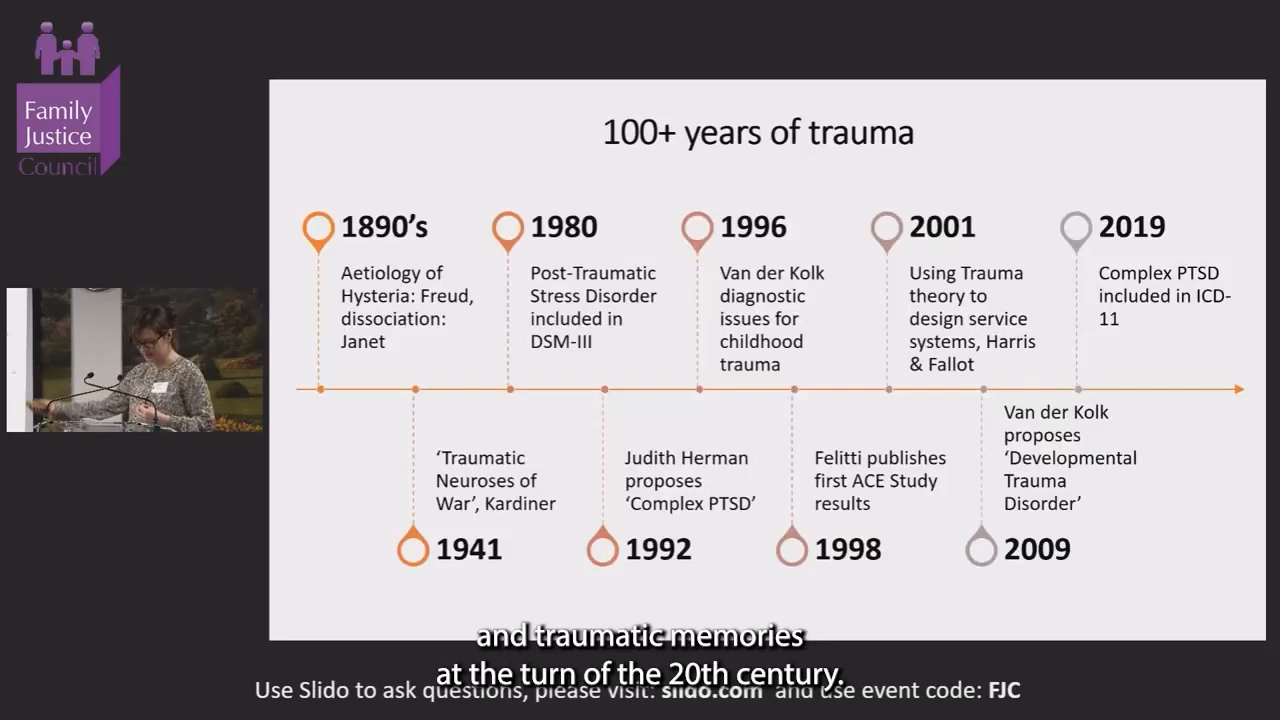 Family
Justice
Council
100+ years of trauma
1890’s
Aetiology of
Hysteria: Freud,
dissociation:
Janet
1980
Post-Traumatic
Stress Disorder
included in
DSM-III
1996
Van der Kolk
diagnostic
issues for
childhood
trauma
2001
Using Trauma
theory to
design service
systems, Harris
& Fallot
2019
Complex PTSD
included in ICD-
11
‘Traumatic
Neuroses of
War’, Kardiner
1941
Judith Herman
proposes
‘Complex PTSD’
1992
Felitti publishes
first ACE Study
results
1998
Van der Kolk
proposes
‘Developmental
Trauma
Disorder’
2009
and traumatic memories
at the turn of the 20th century.
Use Slido to ask questions, please visit: slido.com and use event code: FJC